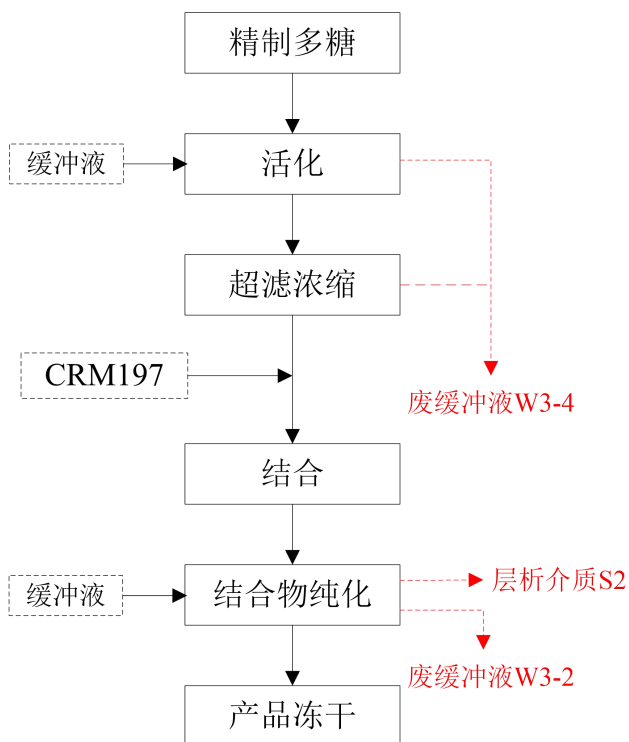 精制多糖
缓冲液
活化
超滤浓缩
CRM197
废缓冲液W3-4
结合
缓冲液
结合物纯化
层析介质S2
废缓冲液W3-2
产品冻干